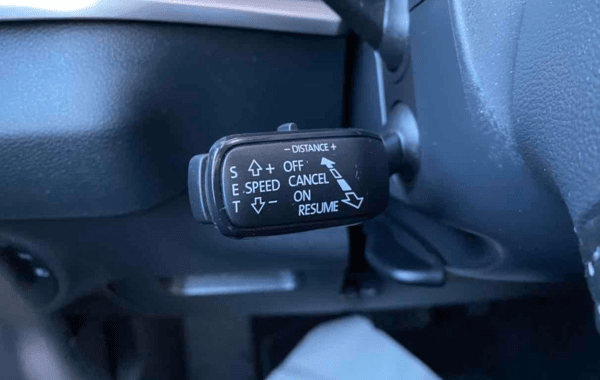 − DISTANCE +
S + OFF
E SPEED CANCEL
ON
T − RESUME